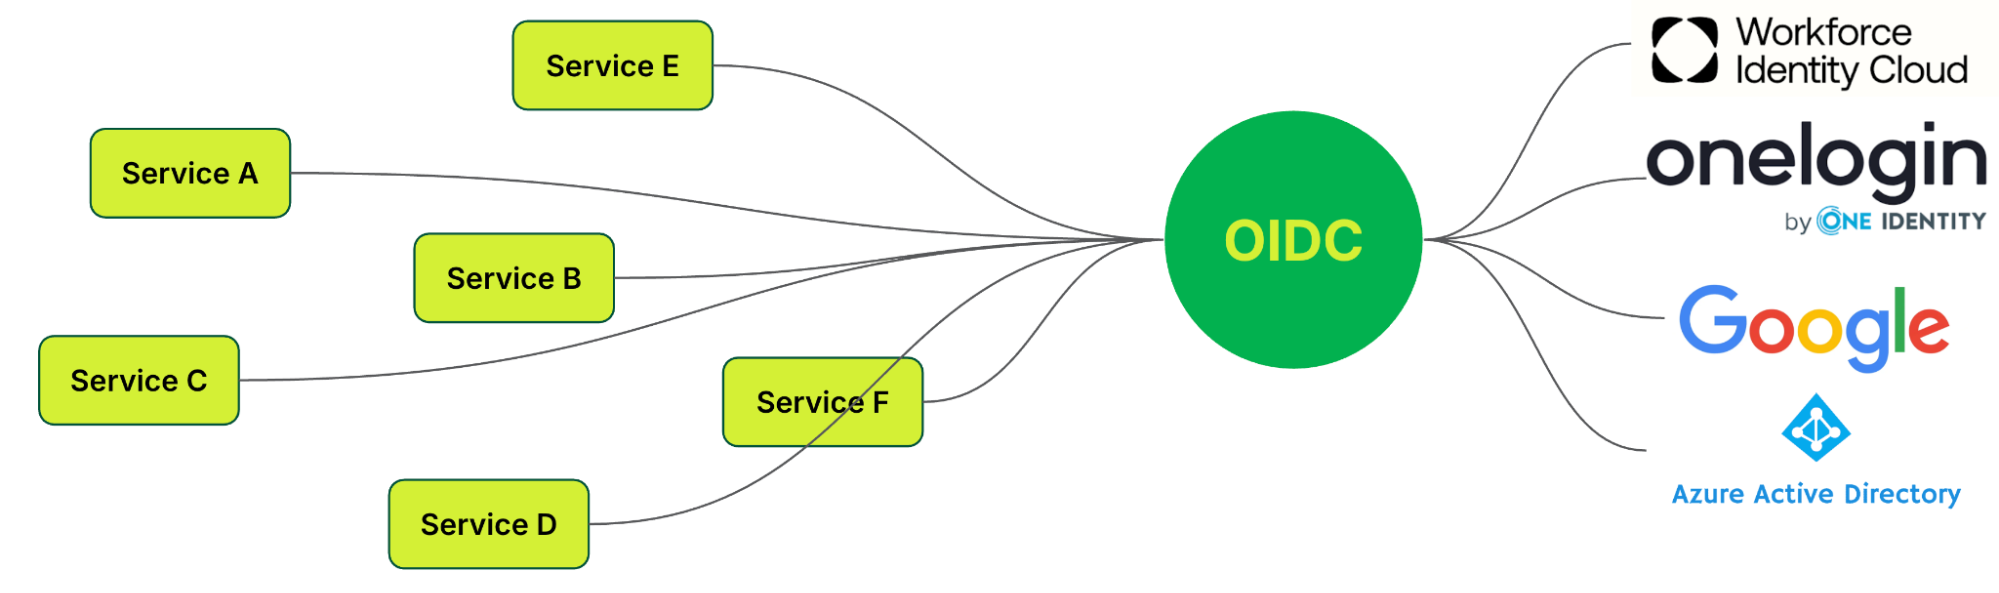 Service E
Service A
Service B
Service C
Service F
Service D
OIDC
Workforce
Identity Cloud
onelogin
by ONE IDENTITY
Google
Azure Active Directory